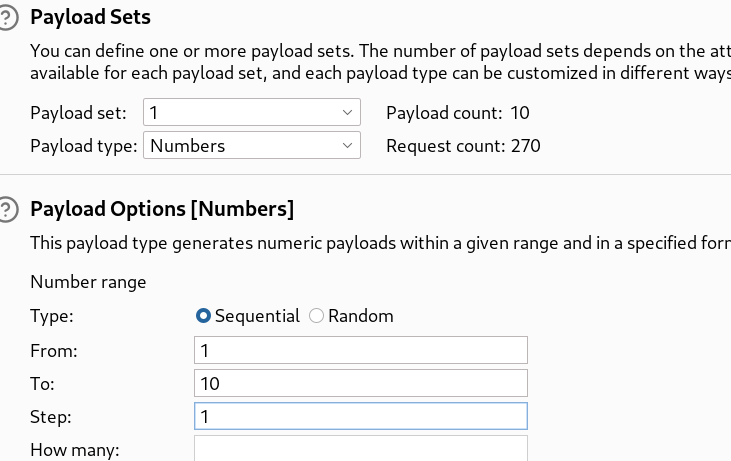 Payload Sets
You can define one or more payload sets. The number of payload sets depends on the att
available for each payload set, and each payload type can be customized in different ways
Payload set: 1 Payload count: 10
Payload type: Numbers Request count: 270
Payload Options [Numbers]
This payload type generates numeric payloads within a given range and in a specified forr
Number range
Type: Sequential Random
From: 1
To: 10
Step: 1
How many: